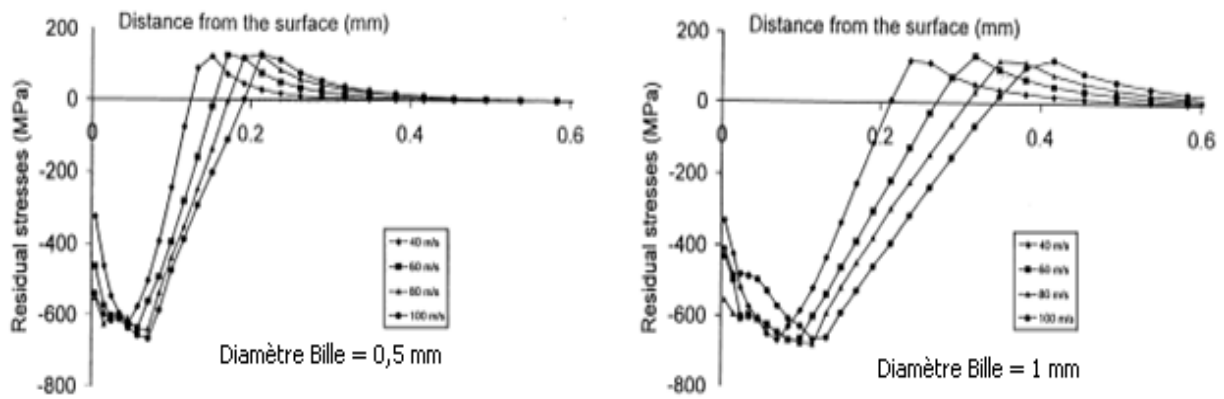 Distance from the surface (mm)
200
0
-200
-400
-600
-800
0
0.2
0.4
0.6
Residual stresses (MPa)
40 m/s
60 m/s
80 m/s
100 m/s
Diamètre Bille = 0,5 mm
Distance from the surface (mm)
200
0
-200
-400
-600
-800
0
0.2
0.4
0.6
Residual stresses (MPa)
40 m/s
60 m/s
80 m/s
100 m/s
Diamètre Bille = 1 mm